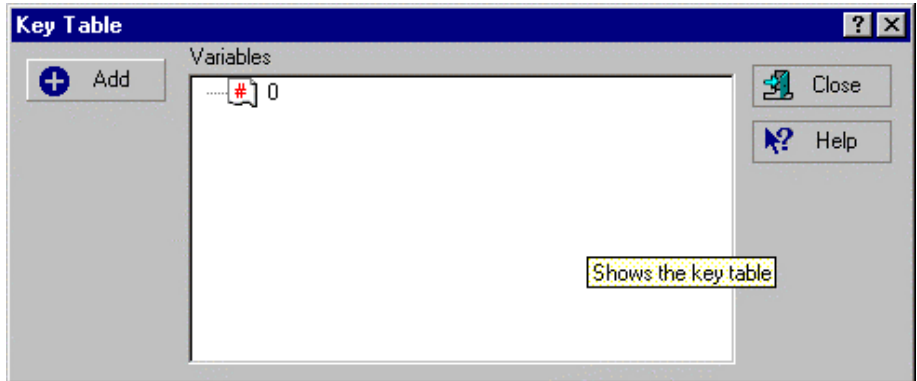 Key Table
Variables
Add
# 0
Close
? Help
Shows the key table